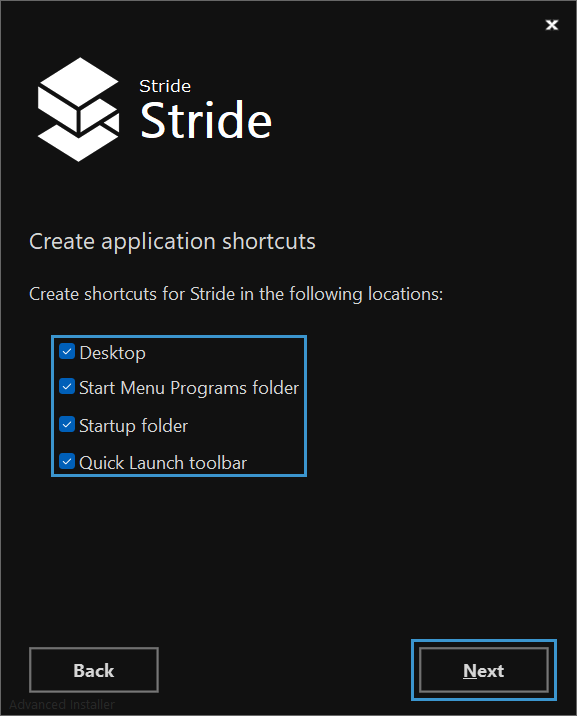 Stride
Stride
Create application shortcuts
Create shortcuts for Stride in the following locations:
Desktop
Start Menu Programs folder
Startup folder
Quick Launch toolbar
Back
Next
Advanced Installer